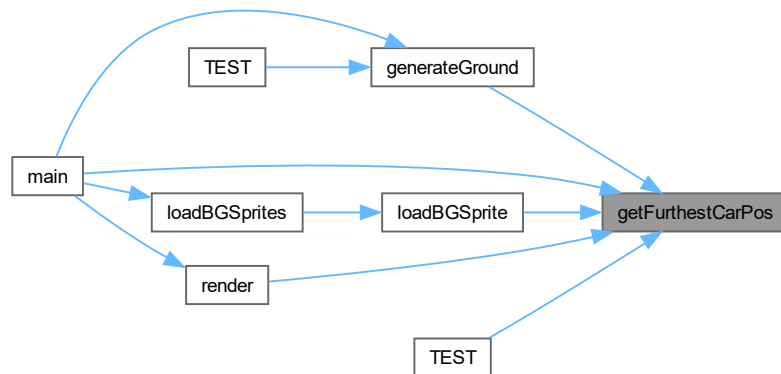 TEST
generateGround
main
loadBGSprites
loadBGSprite
getFurthestCarPos
render
TEST